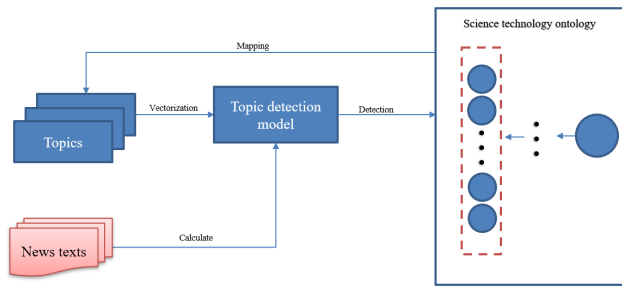 Science technology ontology
Mapping
Vectorization
Topic detection
model
Detection
Topics
News texts
Calculate